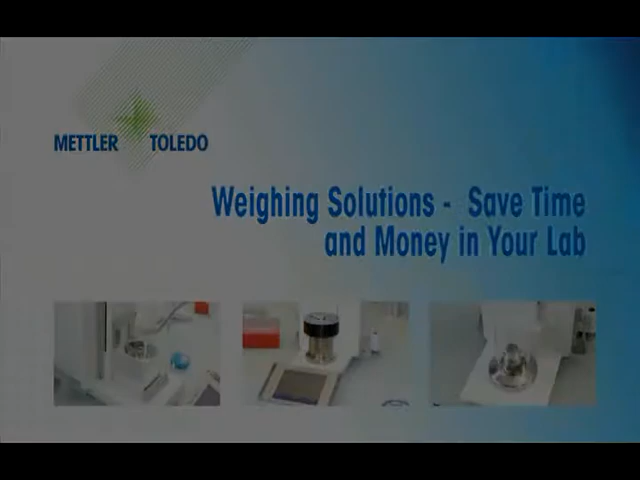 METTLER TOLEDO
Weighing Solutions - Save Time
and Money in Your Lab